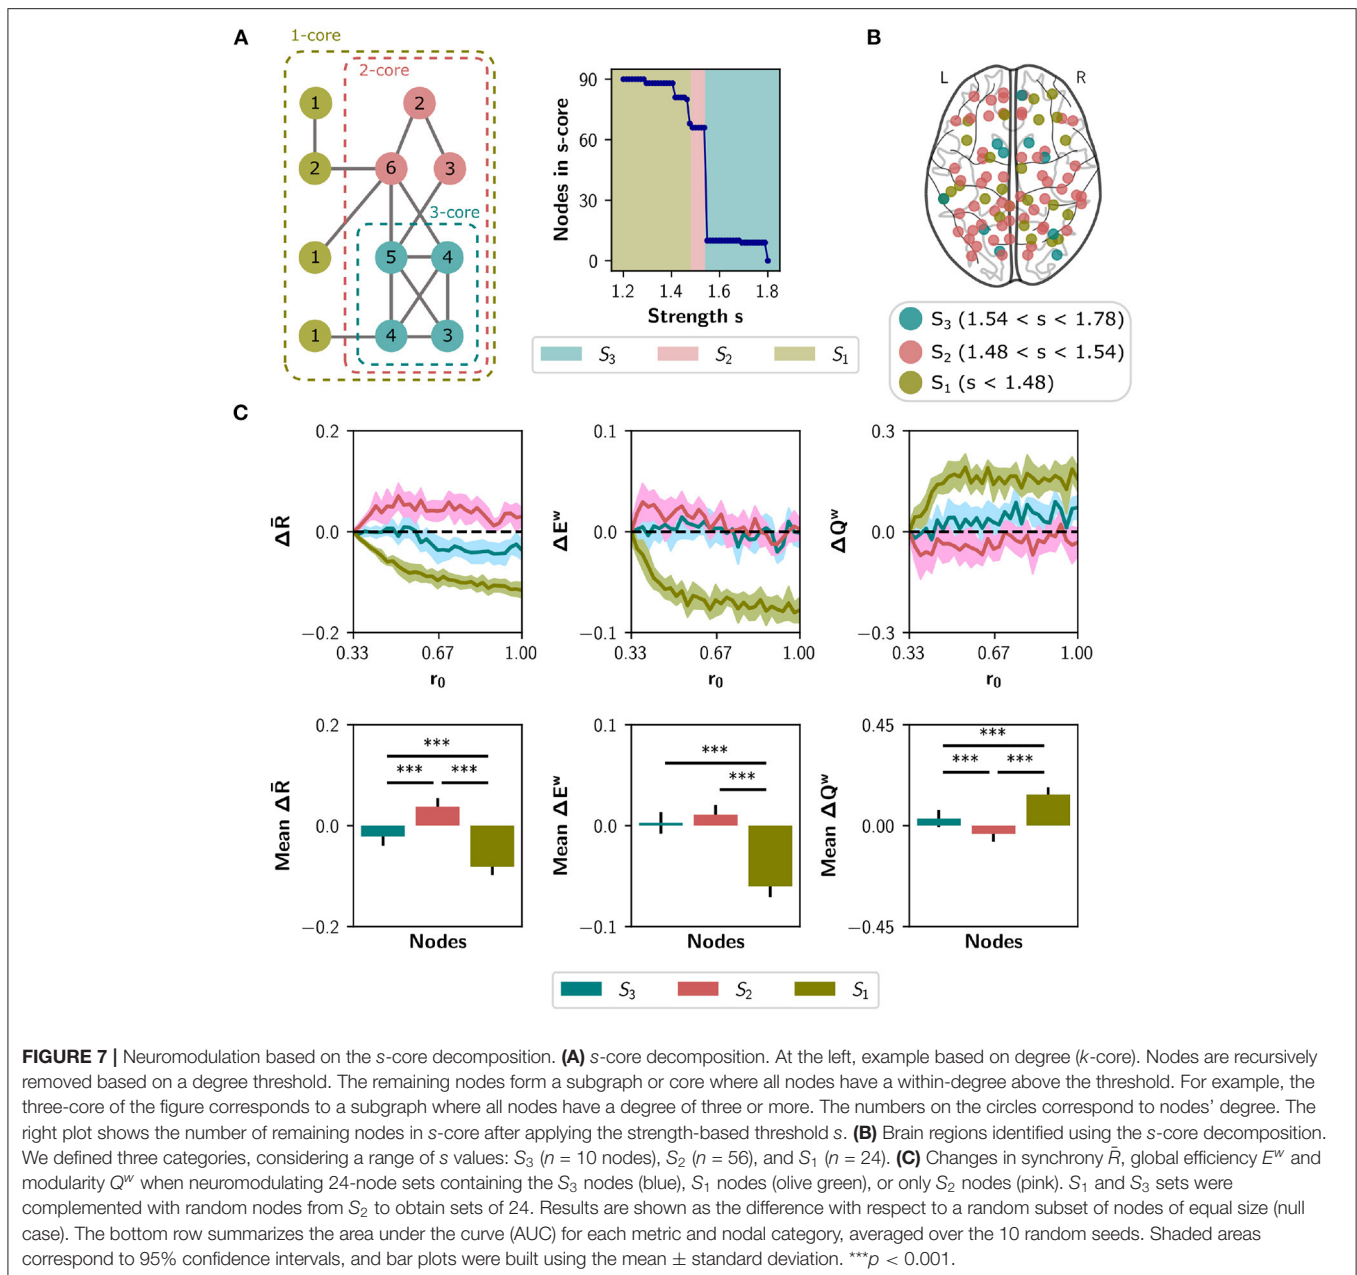 A
1-core
2-core
1
2
2
6
3
3-core
1
5
4
1
4
3
Nodes in s-core
90
60
30
0
1.2
1.4
1.6
1.8
Strength s
S3
S2
S1
B
L
R
S3 (1.54 < s < 1.78)
S2 (1.48 < s < 1.54)
S1 (s < 1.48)
C
ΔR̄
0.2
0.0
−0.2
0.33
0.67
1.00
r0
ΔEw
0.1
0.0
−0.1
0.33
0.67
1.00
r0
ΔQw
0.3
0.0
−0.3
0.33
0.67
1.00
r0
Mean ΔR̄
0.2
0.0
−0.2
***
***
***
Nodes
Mean ΔEw
0.1
0.0
−0.1
***
***
Nodes
Mean ΔQw
0.45
0.00
−0.45
***
***
***
Nodes
S3
S2
S1
FIGURE 7 | Neuromodulation based on the s-core decomposition. (A) s-core decomposition. At the left, example based on degree (k-core). Nodes are recursively
removed based on a degree threshold. The remaining nodes form a subgraph or core where all nodes have a within-degree above the threshold. For example, the
three-core of the figure corresponds to a subgraph where all nodes have a degree of three or more. The numbers on the circles correspond to nodes' degree. The
right plot shows the number of remaining nodes in s-core after applying the strength-based threshold s. (B) Brain regions identified using the s-core decomposition.
We defined three categories, considering a range of s values: S3 (n = 10 nodes), S2 (n = 56), and S1 (n = 24). (C) Changes in synchrony R̄, global efficiency Ew and
modularity Qw when neuromodulating 24-node sets containing the S3 nodes (blue), S1 nodes (olive green), or only S2 nodes (pink). S1 and S3 sets were
complemented with random nodes from S2 to obtain sets of 24. Results are shown as the difference with respect to a random subset of nodes of equal size (null
case). The bottom row summarizes the area under the curve (AUC) for each metric and nodal category, averaged over the 10 random seeds. Shaded areas
correspond to 95% confidence intervals, and bar plots were built using the mean ± standard deviation. ***p < 0.001.